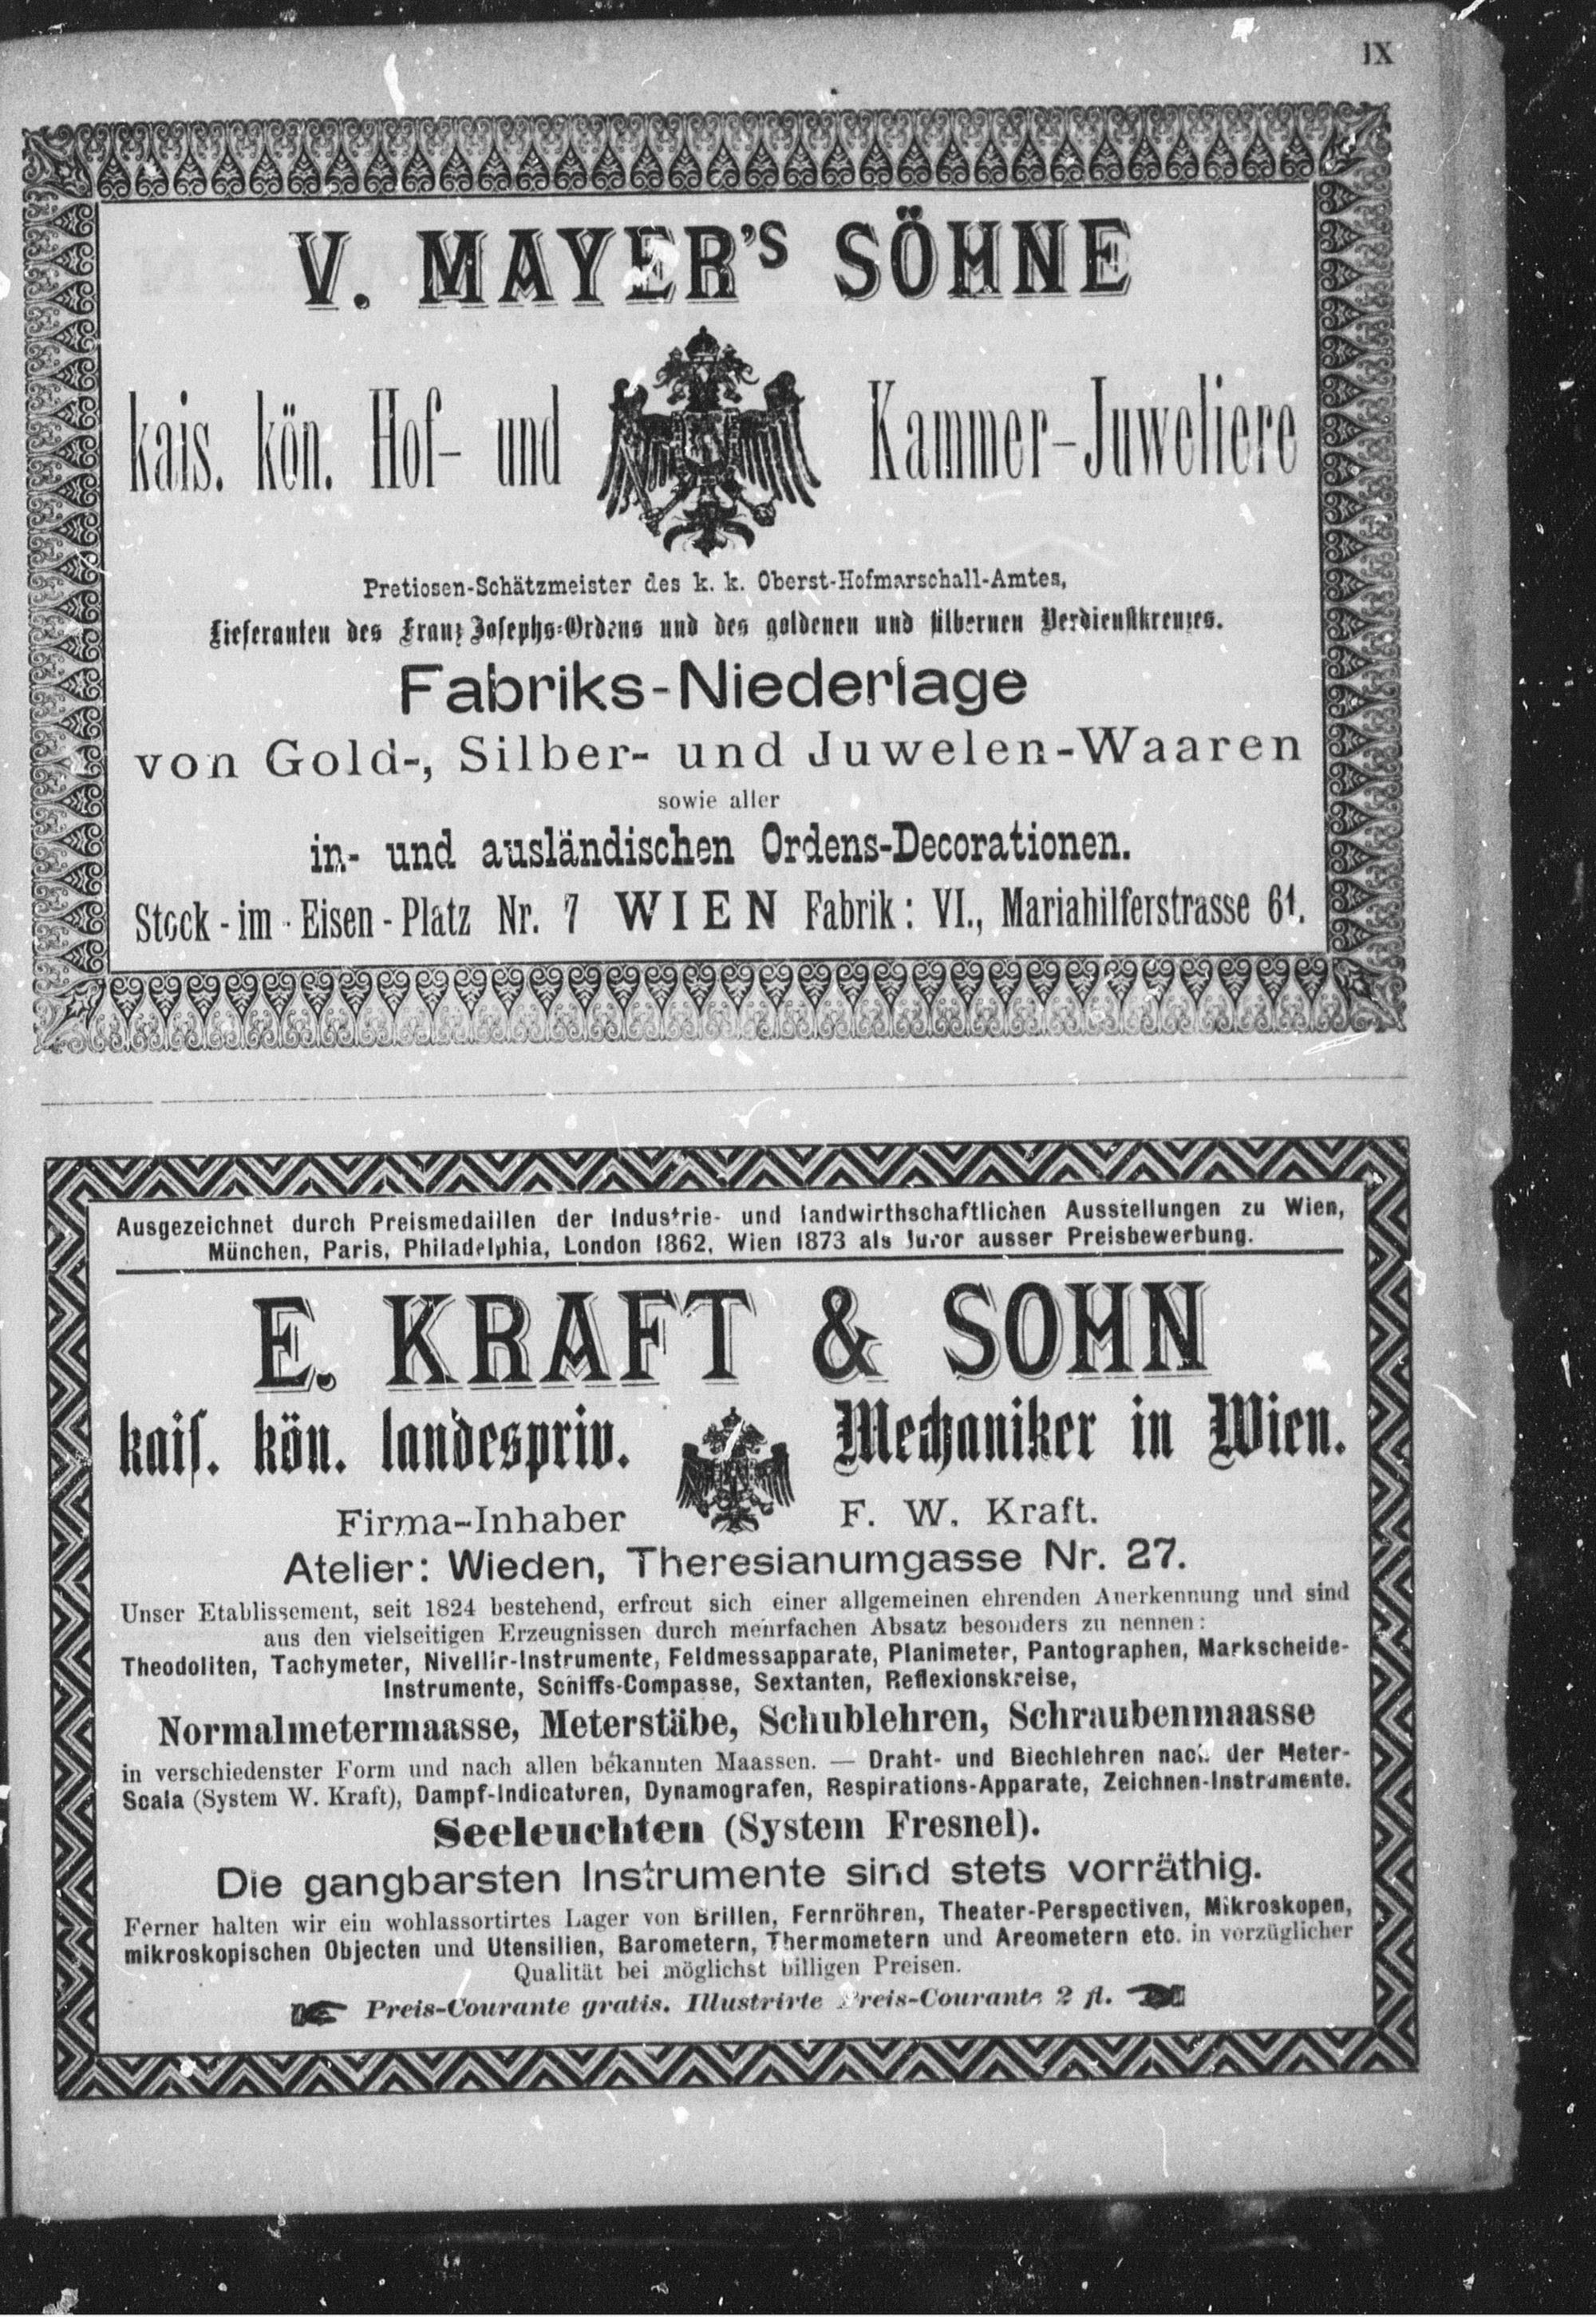 IX
V. MAYER'S SÖHNE
kais. kön. Hof- und Kammer-Juweliere
Pretiosen-Schätzmeister des k. k. Oberst-Hofmarschall-Amtes,
Lieferanten des Franz Josephs-Ordens und des goldenen und silbernen Verdienstkreuzes.
Fabriks-Niederlage
von Gold-, Silber- und Juwelen-Waaren
sowie aller
in- und ausländischen Ordens-Decorationen.
Stock-im-Eisen-Platz Nr. 7 WIEN Fabrik: VI., Mariahilferstrasse 61.
Ausgezeichnet durch Preismedaillen der Industrie- und landwirthschaftlichen Ausstellungen zu Wien,
München, Paris, Philadelphia, London 1862, Wien 1873 als Juror ausser Preisbewerbung.
E. KRAFT & SOHN
kais. kön. landespriv. Mechaniker in Wien.
Firma-Inhaber F. W. Kraft.
Atelier: Wieden, Theresianumgasse Nr. 27.
Unser Etablissement, seit 1824 bestehend, erfreut sich einer allgemeinen ehrenden Anerkennung und sind
aus den vielseitigen Erzeugnissen durch mehrfachen Absatz besonders zu nennen:
Theodoliten, Tachymeter, Nivellir-Instrumente, Feldmessapparate, Planimeter, Pantographen, Markscheide-
Instrumente, Schiffs-Compasse, Sextanten, Reflexionskreise,
Normalmetermaasse, Meterstäbe, Schublehren, Schraubenmaasse
in verschiedenster Form und nach allen bekannten Maassen. — Draht- und Blechlehren nach der Meter-
Scala (System W. Kraft), Dampf-Indicatoren, Dynamografen, Respirations-Apparate, Zeichnen-Instrumente.
Seeleuchten (System Fresnel).
Die gangbarsten Instrumente sind stets vorräthig.
Ferner halten wir ein wohlassortirtes Lager von Brillen, Fernröhren, Theater-Perspectiven, Mikroskopen,
mikroskopischen Objecten und Utensilien, Barometern, Thermometern und Areometern etc. in vorzüglicher
Qualität bei möglichst billigen Preisen.
Preis-Courante gratis. Illustrirte Preis-Courante 2 fl.